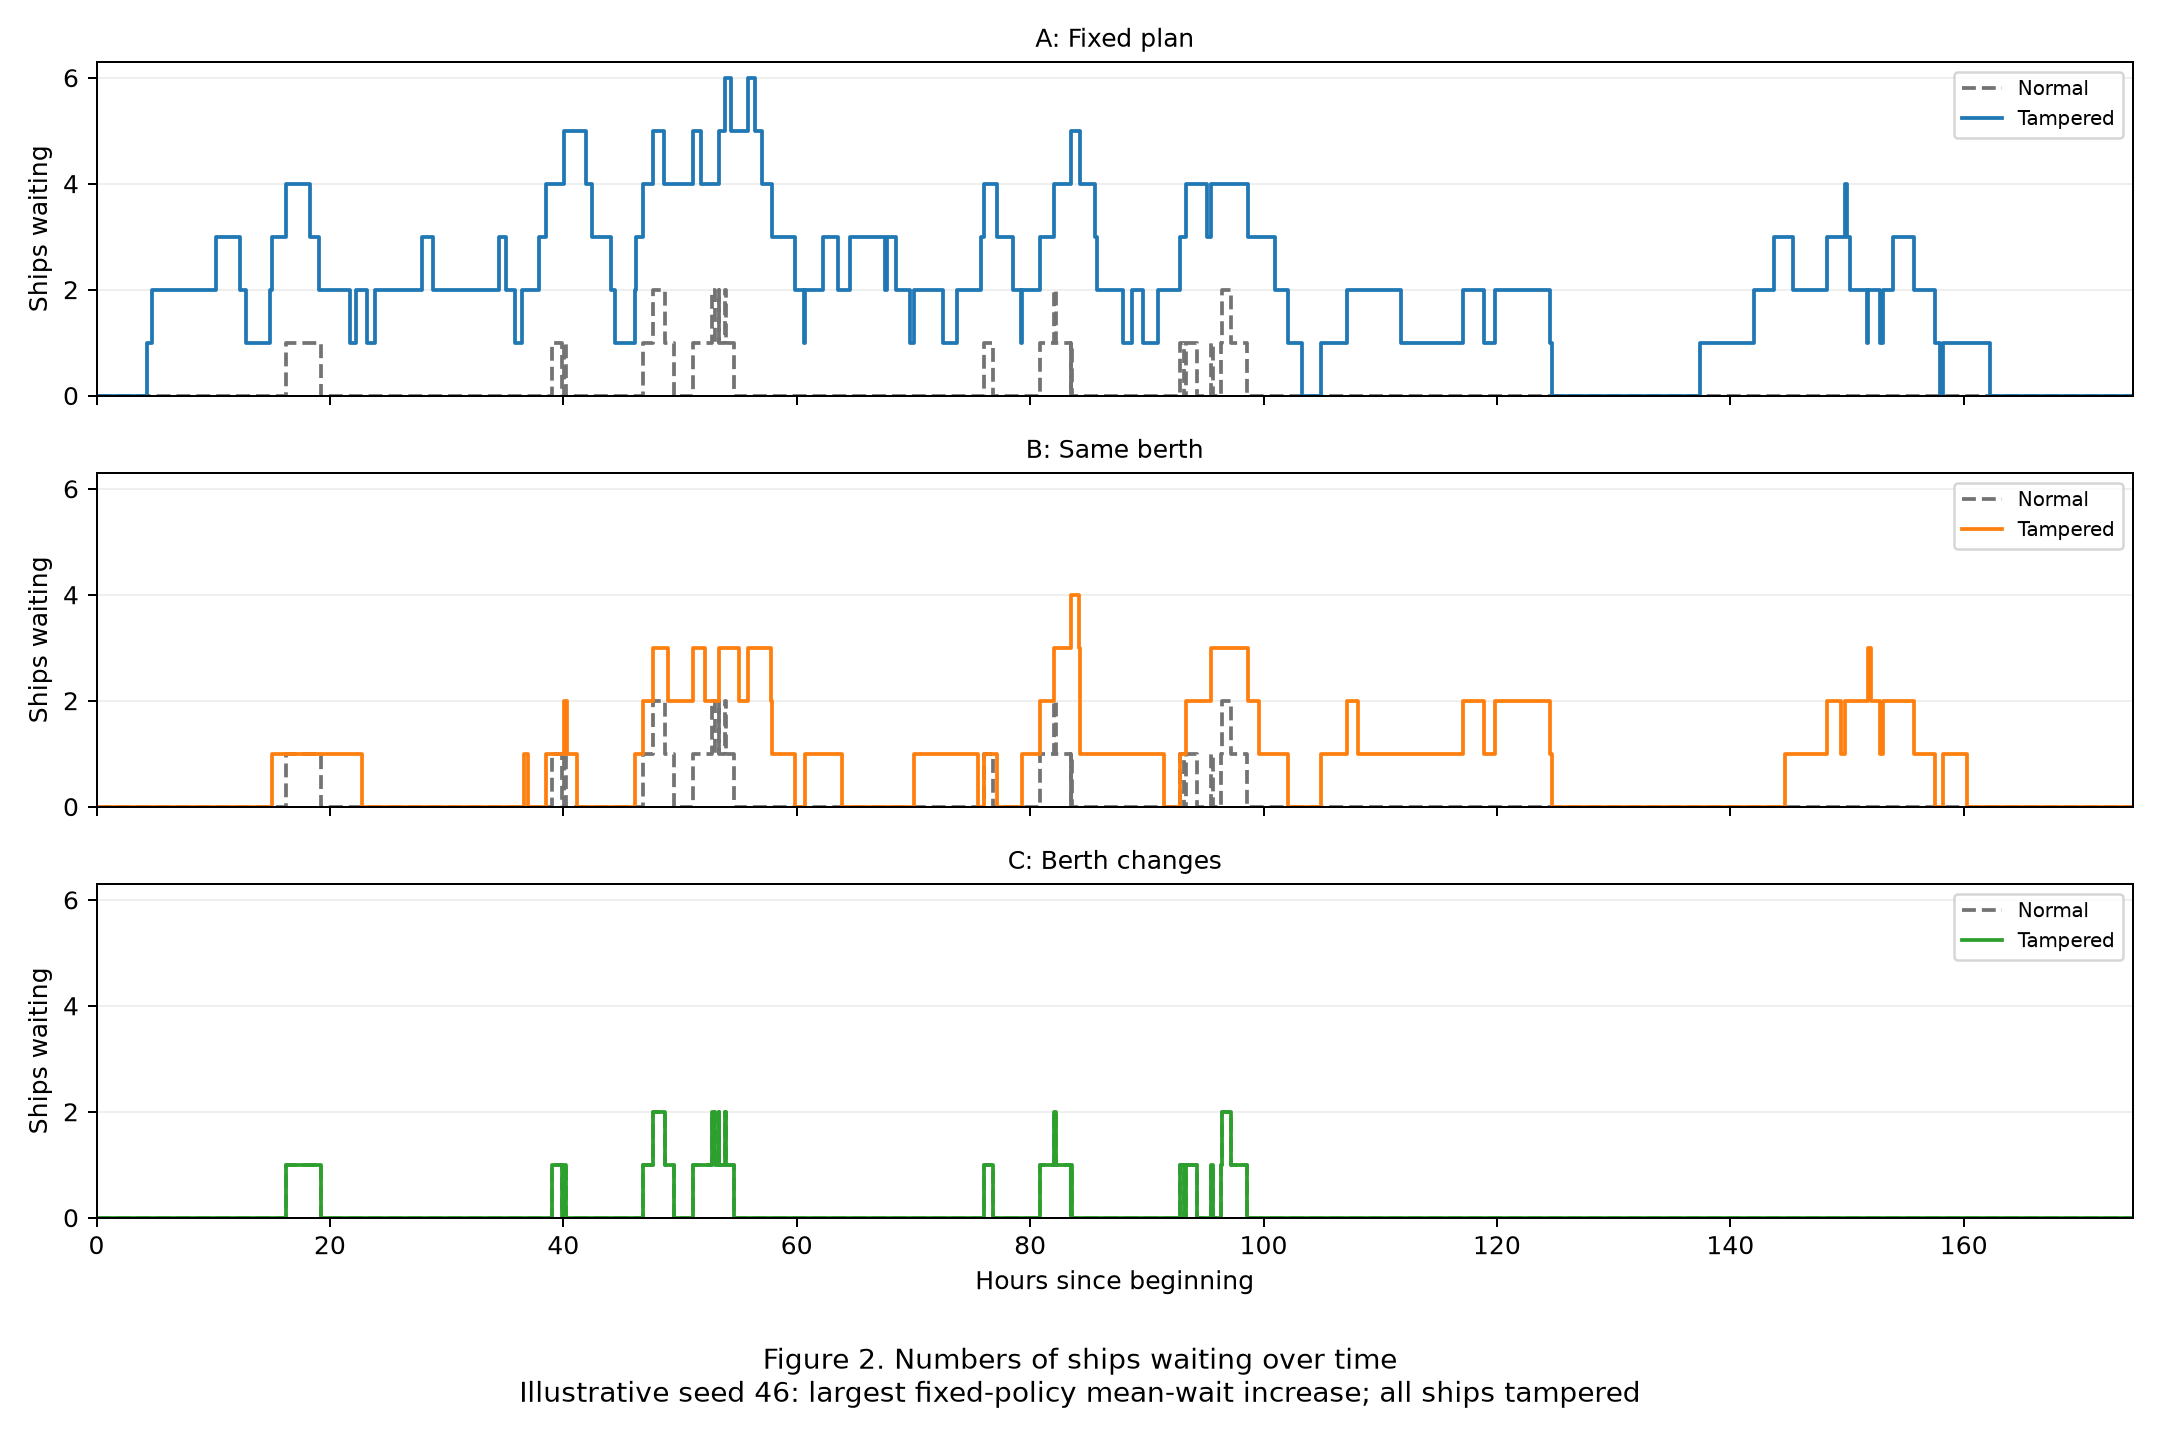 A: Fixed plan
6
4
2
0
Ships waiting
Normal
Tampered
B: Same berth
6
4
2
0
Ships waiting
Normal
Tampered
C: Berth changes
6
4
2
0
Ships waiting
Normal
Tampered
0 20 40 60 80 100 120 140 160
Hours since beginning
Figure 2. Numbers of ships waiting over time
Illustrative seed 46: largest fixed-policy mean-wait increase; all ships tampered